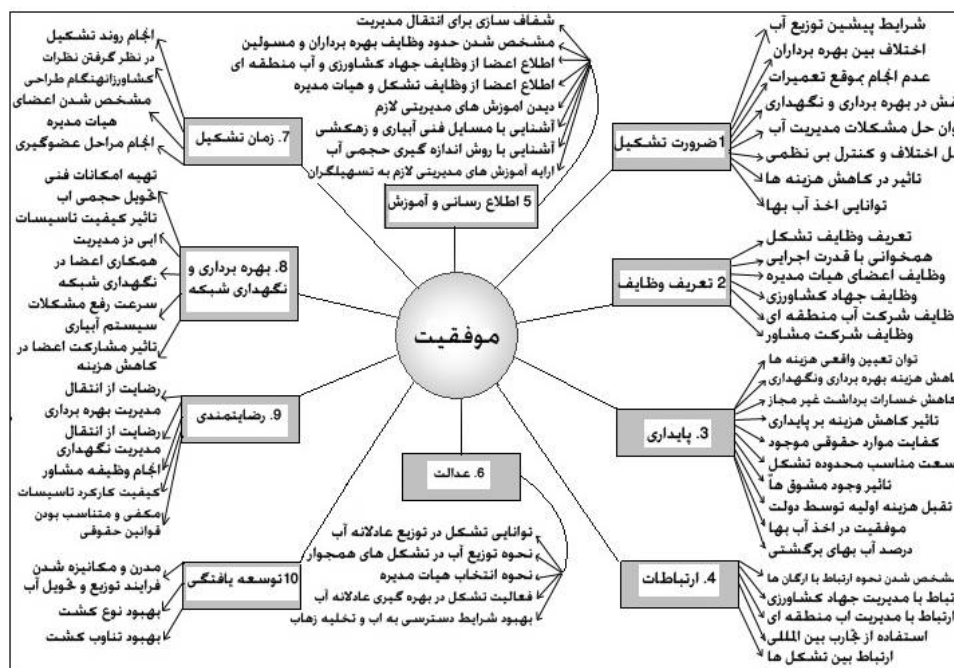 موفقیت
1ضرورت تشکیل
شرایط پیشین توزیع آب
اختلاف بین بهره برداران
عدم انجام بموقع تعمیرات
قش در بهره برداری و نگهداری
وان حل مشکلات مدیریت آب
ل اختلاف و کنترل بی نظمی
تاثیر در کاهش هزینه ها
توانایی اخذ آب بها
2 تعریف وظایف
تعریف وظایف تشکل
همخوانی با قدرت اجرایی
وظایف اعضای هیات مدیره
وظایف جهاد کشاورزی
وظایف شرکت آب منطقه ای
وظایف شرکت مشاور
3. پایداری
توان تعیین واقعی هزینه ها
کاهش هزینه بهره برداری ونگهداری
کاهش خسارات برداشت غیر مجاز
تاثیر کاهش هزینه بر پایداری
کفایت موارد حقوقی موجود
وسعت مناسب محدوده تشکل
تاثیر وجود مشوق ها
تقبل هزینه اولیه توسط دولت
موفقیت در اخذ آب بها
درصد آب بهای برگشتی
4. ارتباطات
مشخص شدن نحوه ارتباط با ارگان ها
ارتباط با مدیریت جهاد کشاورزی
ارتباط با مدیریت اب منطقه ای
استفاده از تجارب بین المللی
ارتباط بین تشکل ها
5 اطلاع رسانی و آموزش
شفاف سازی برای انتقال مدیریت
مشخص شدن حدود وظایف بهره برداران و مسولین
اطلاع اعضا از وظایف جهاد کشاورزی و آب منطقه ای
اطلاع اعضا از وظایف تشکل و هیات مدیره
دیدن اموزش های مدیریتی لازم
آشنایی با مسایل فنی آبیاری و زهکشی
آشنایی با روش اندازه گیری حجمی آب
ارایه آموزش های مدیریتی لازم به تسهیلگران
6. عدالت
توانایی تشکل در توزیع عادلانه آب
نحوه توزیع آب در تشکل های همجوار
نحوه انتخاب هیات مدیره
فعالیت تشکل در بهره گیری عادلانه آب
بهبود شرایط دسترسی به اب و تخلیه زهاب
7. زمان تشکیل
انجام روند تشکیل
در نظر گرفتن نظرات
کشاورزانهنگام طراحی
مشخص شدن اعضای
هیات مدیره
انجام مراحل عضوگیری
8. بهره برداری و
نگهداری شبکه
تهیه امکانات فنی
تحویل حجمی اب
تاثیر کیفیت تاسیسات
ابی دز مدیریت
همکاری اعضا در
نگهداری شبکه
سرعت رفع مشکلات
سیستم آبیاری
تاثیر مشارکت اعضا در
کاهش هزینه
9. رضایتمندی
رضایت از انتقال
مدیریت بهره برداری
رضایت از انتقال
مدیریت نگهداری
انجام وظیفه مشاور
کیفیت کارکرد تاسیسات
مکفی و متناسب بودن
قوانین حقوقی
10توسعه یافتگی
مدرن و مکانیزه شدن
فرایند توزیع و تحویل آب
بهبود نوع کشت
بهبود تناوب کشت